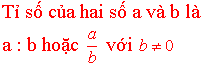 Tỉ số của hai số a và b là
a : b hoặc a/b với b ≠ 0